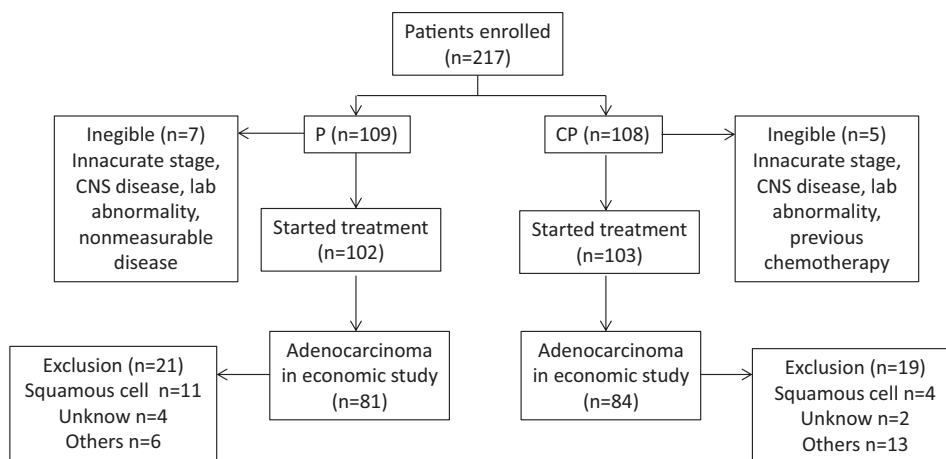 Patients enrolled
(n=217)
Inegible (n=7)
Innacurate stage,
CNS disease, lab
abnormality,
nonmeasurable
disease
P (n=109)
CP (n=108)
Inegible (n=5)
Innacurate stage,
CNS disease, lab
abnormality,
previous
chemotherapy
Started treatment
(n=102)
Started treatment
(n=103)
Exclusion (n=21)
Squamous cell n=11
Unknow n=4
Others n=6
Adenocarcinoma
in economic study
(n=81)
Adenocarcinoma
in economic study
(n=84)
Exclusion (n=19)
Squamous cell n=4
Unknow n=2
Others n=13